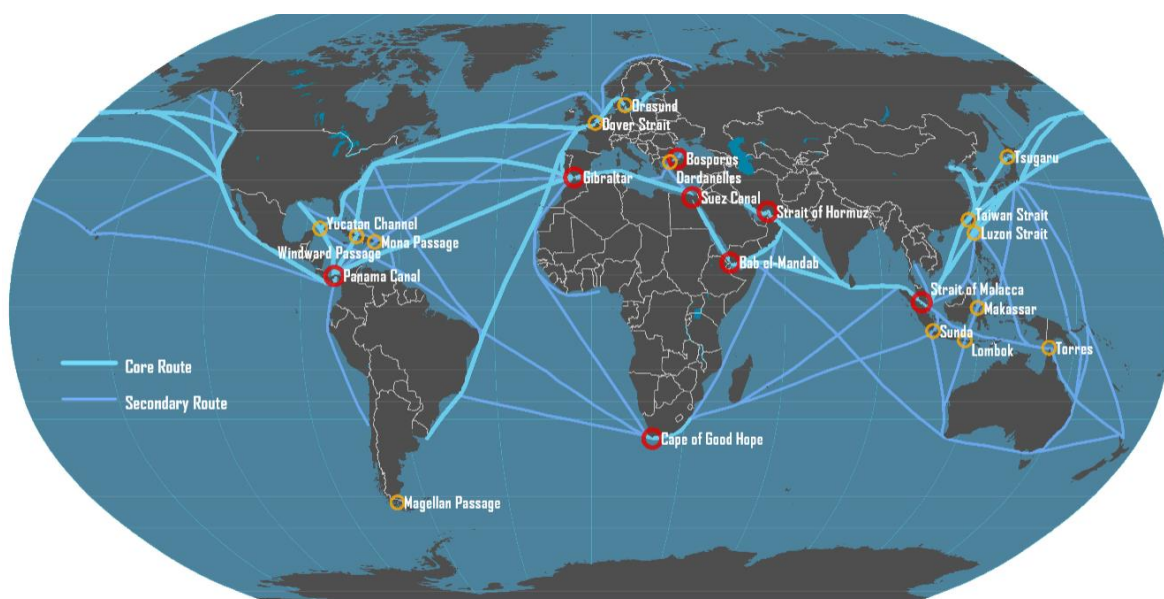 Oresund
Dover Strait
Bosporos
Tsugaru
Gibraltar
Dardanelles
Suez Canal
Strait of Hormuz
Taiwan Strait
Yucatan Channel
Luzon Strait
Mona Passage
Windward Passage
Bab el-Mandab
Panama Canal
Strait of Malacca
Makassar
Sunda
Lombok
Torres
Core Route
Secondary Route
Cape of Good Hope
Magellan Passage